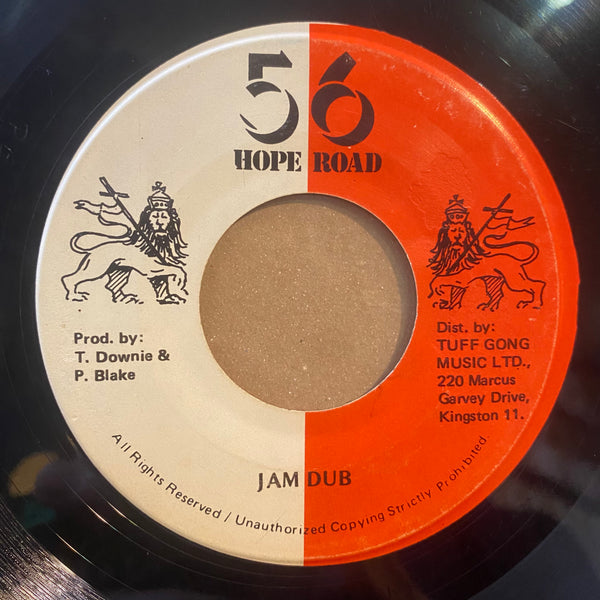 56
HOPE ROAD
Prod. by:
T. Downie &
P. Blake
Dist. by:
TUFF GONG
MUSIC LTD.,
220 Marcus
Garvey Drive,
Kingston 11.
JAM DUB
All Rights Reserved / Unauthorized Copying Strictly Prohibited.